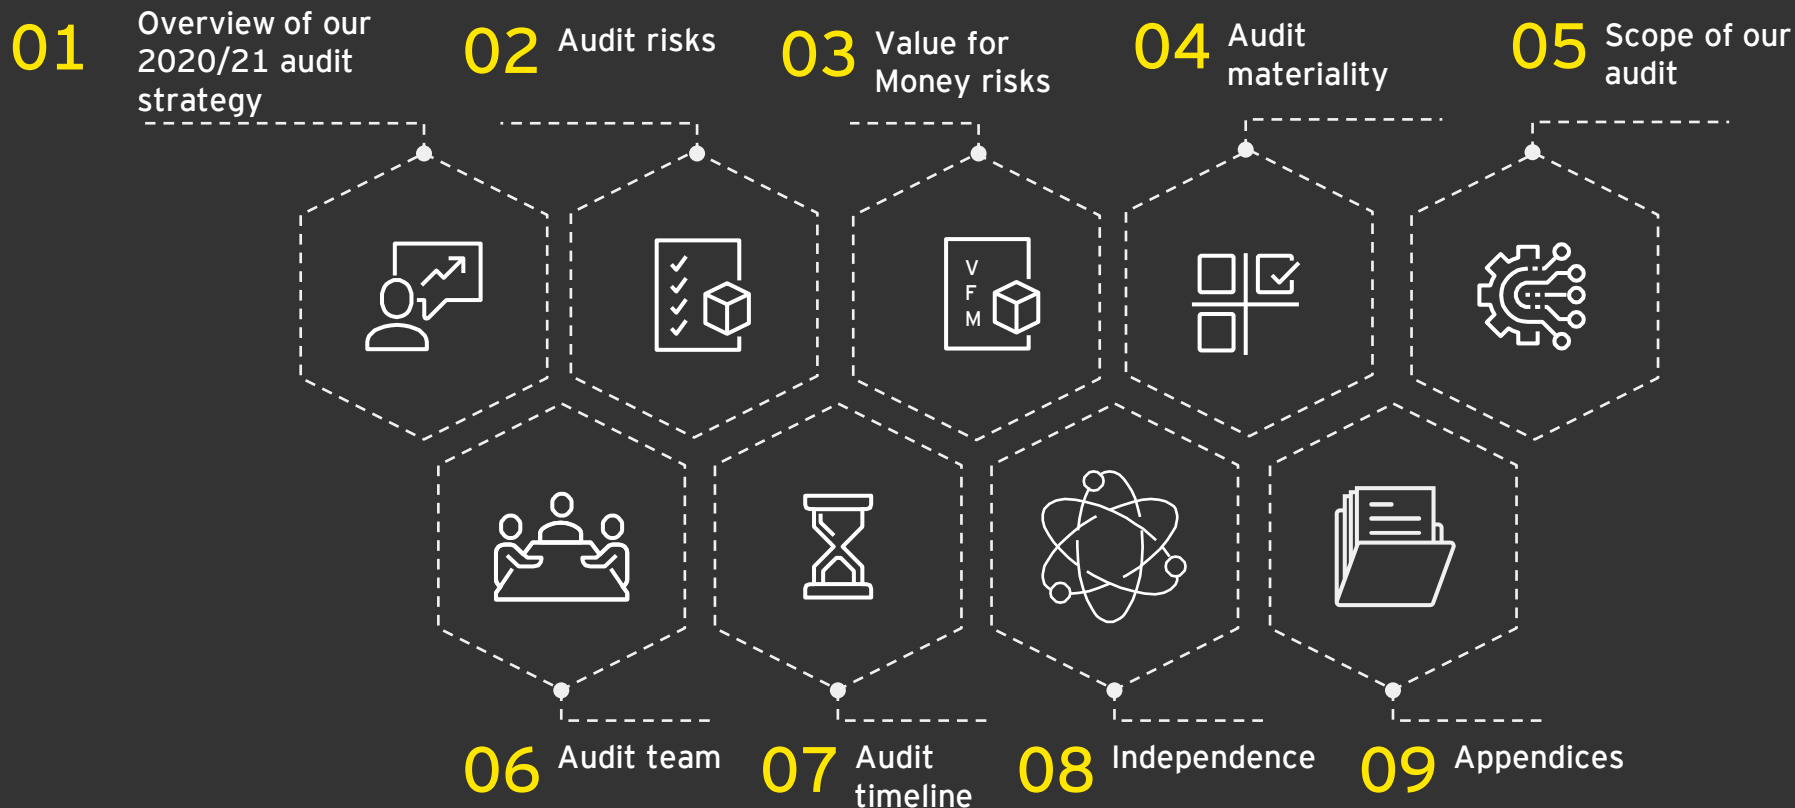 01
Overview of our
2020/21 audit
strategy
02
Audit risks
03
Value for
Money risks
04
Audit
materiality
05
Scope of our
audit
V
F
M
06
Audit team
07
Audit
timeline
08
Independence
09
Appendices